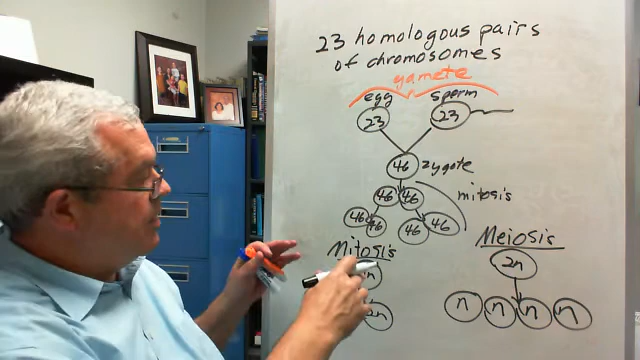 23 homologous pairs
of chromosomes
gamete
egg sperm
23 23
46 zygote
46 46 mitosis
46 46 46 46
Mitosis Meiosis
2n
n n n n
2n